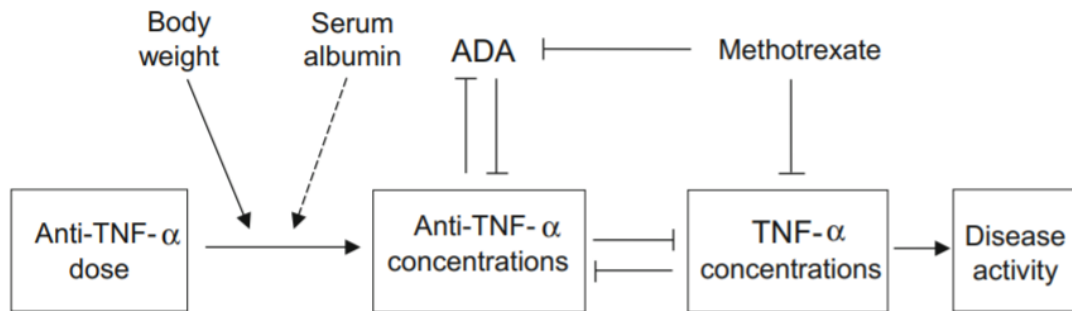 Body
weight
Serum
albumin
ADA
Methotrexate
Anti-TNF-α
dose
Anti-TNF-α
concentrations
TNF-α
concentrations
Disease
activity